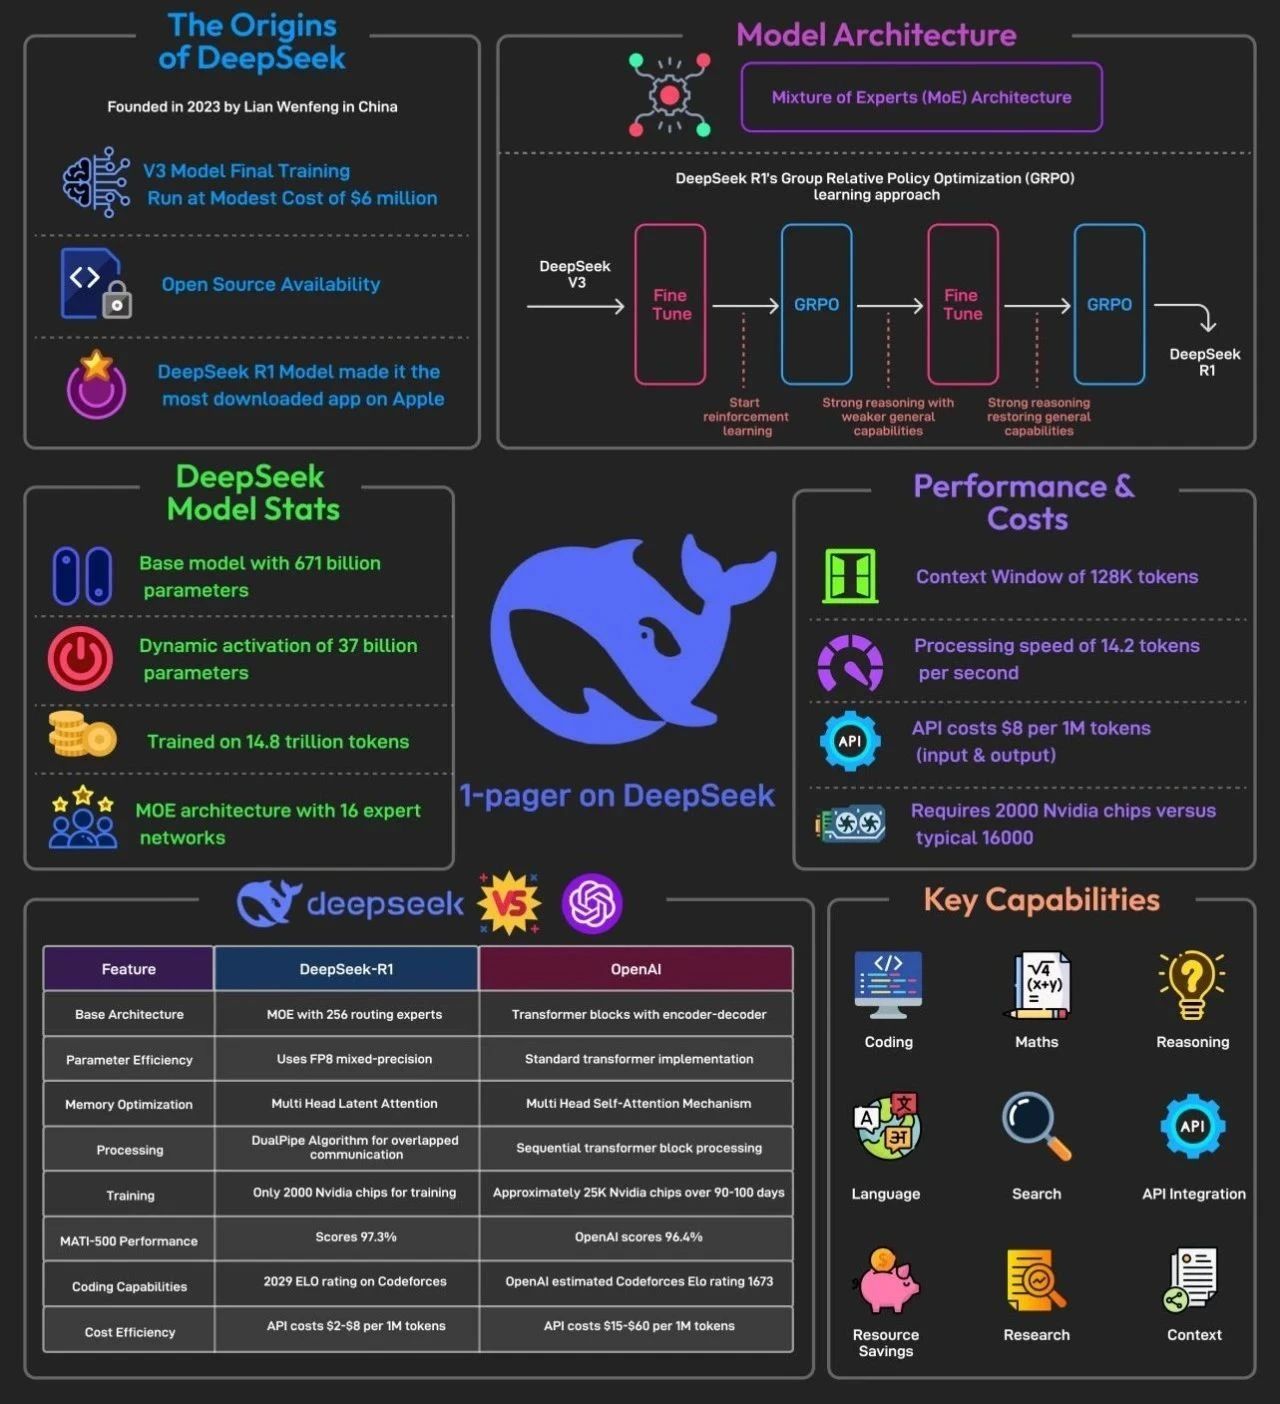 The Origins
of DeepSeek
Founded in 2023 by Lian Wenfeng in China
V3 Model Final Training
Run at Modest Cost of $6 million
Open Source Availability
DeepSeek R1 Model made it the
most downloaded app on Apple
Model Architecture
Mixture of Experts (MoE) Architecture
DeepSeek R1's Group Relative Policy Optimization (GRPO)
learning approach
DeepSeek
V3
Fine
Tune
GRPO
Fine
Tune
GRPO
DeepSeek
R1
Start
reinforcement
learning
Strong reasoning with
weaker general
capabilities
Strong reasoning
restoring general
capabilities
DeepSeek
Model Stats
Base model with 671 billion
parameters
Dynamic activation of 37 billion
parameters
Trained on 14.8 trillion tokens
MOE architecture with 16 expert
networks
1-pager on DeepSeek
Performance &
Costs
Context Window of 128K tokens
Processing speed of 14.2 tokens
per second
API
API costs $8 per 1M tokens
(input & output)
Requires 2000 Nvidia chips versus
typical 16000
deepseek
VS
Feature
DeepSeek-R1
OpenAI
Base Architecture
MOE with 256 routing experts
Transformer blocks with encoder-decoder
Parameter Efficiency
Uses FP8 mixed-precision
Standard transformer implementation
Memory Optimization
Multi Head Latent Attention
Multi Head Self-Attention Mechanism
Processing
DualPipe Algorithm for overlapped
communication
Sequential transformer block processing
Training
Only 2000 Nvidia chips for training
Approximately 25K Nvidia chips over 90-100 days
MATI-500 Performance
Scores 97.3%
OpenAI scores 96.4%
Coding Capabilities
2029 ELO rating on Codeforces
OpenAI estimated Codeforces Elo rating 1673
Cost Efficiency
API costs $2-$8 per 1M tokens
API costs $15-$60 per 1M tokens
Key Capabilities
</>
Coding
√4
(x+y)
=
Maths
?
Reasoning
A
文
अ
Language
Search
API
API Integration
$
Resource
Savings
Research
Context